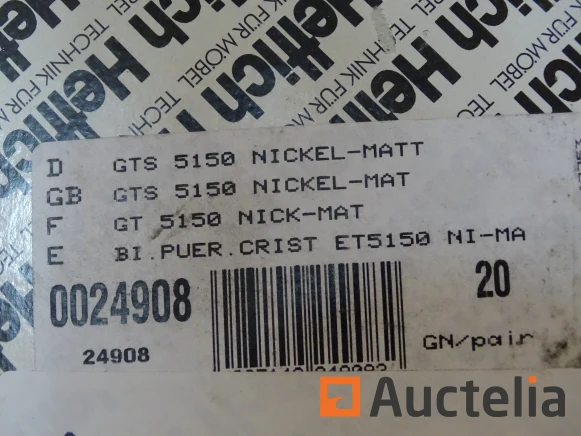 Hettich TECHNIK FÜR MÖBEL
D GTS 5150 NICKEL-MATT
GB GTS 5150 NICKEL-MAT
F GT 5150 NICK-MAT
E BI.PUER.CRIST ET5150 NI-MA
0024908
20
24908
GN/pair
Auctelia